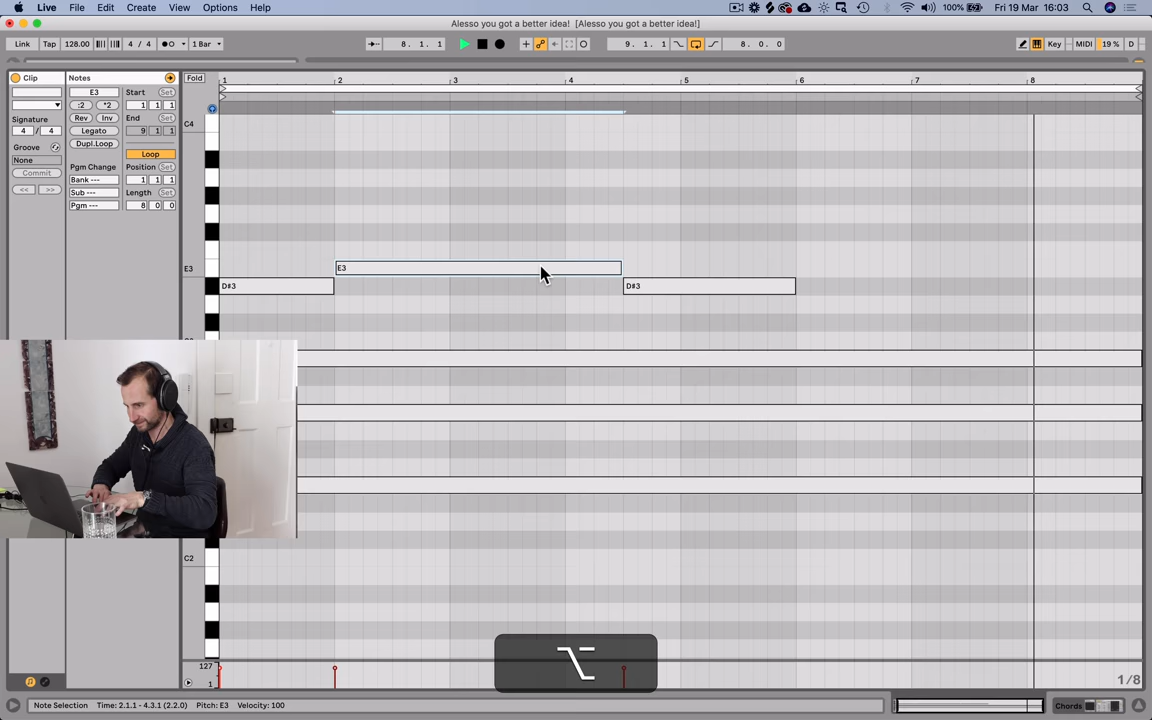 Live File Edit Create View Options Help 100% Fri 19 Mar 16:03
Alesso you got a better idea! [Alesso you got a better idea!]
Link Tap 128.00 4 / 4 1 Bar 8. 1. 1 9. 1. 1 8. 0. 0 Key MIDI 19 % D
Clip Notes Fold 1 2 3 4 5 6 7 8
E3 Start Set
:2 *2 1 1 1
Signature Rev Inv End Set
4 / 4 Legato 9 1 1
Groove Dupl.Loop Loop
None Pgm Change Position Set
Commit Bank --- 1 1 1
<< >> Sub --- Length Set
Pgm --- 8 0 0
C4
E3 E3
D#3 D#3
C2
127
1 1/8
Note Selection Time: 2.1.1 - 4.3.1 (2.2.0) Pitch: E3 Velocity: 100 Chords